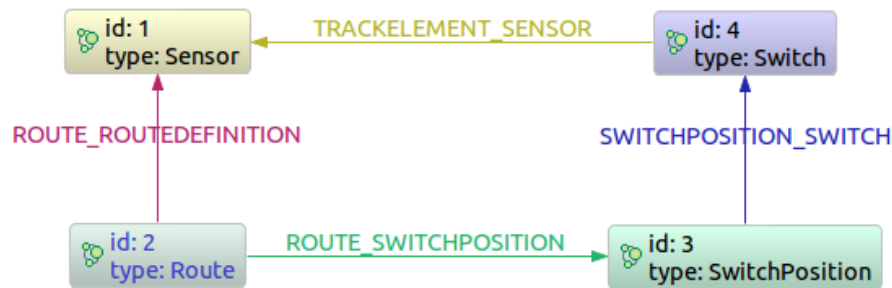 id: 1
type: Sensor
TRACKELEMENT_SENSOR
id: 4
type: Switch
ROUTE_ROUTEDEFINITION
SWITCHPOSITION_SWITCH
id: 2
type: Route
ROUTE_SWITCHPOSITION
id: 3
type: SwitchPosition